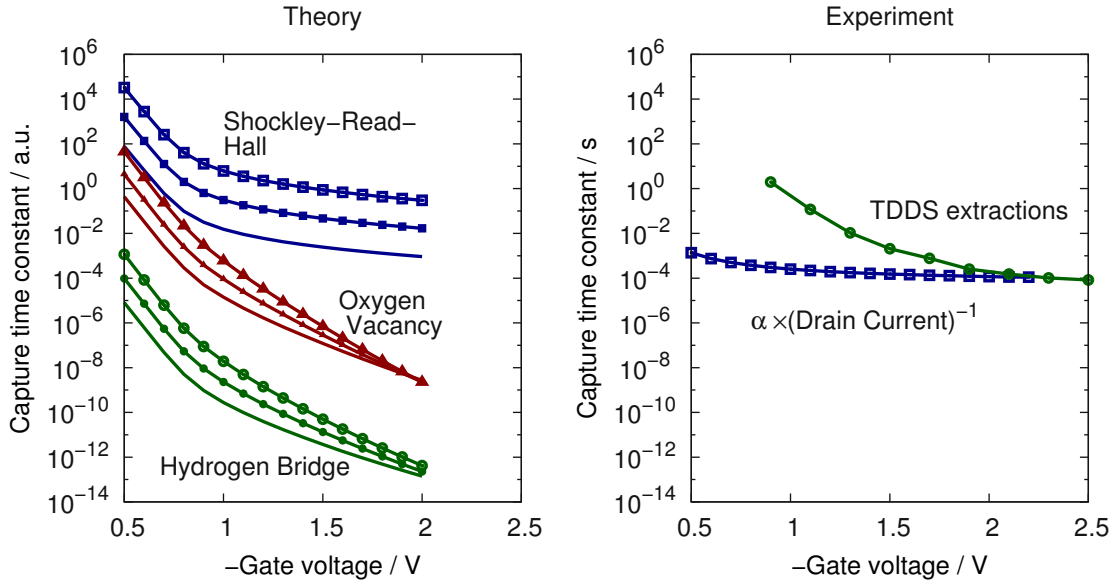 Theory
Capture time constant / a.u.
10^6
10^4
10^2
10^0
10^−2
10^−4
10^−6
10^−8
10^−10
10^−12
10^−14
Shockley−Read−
Hall
Oxygen
Vacancy
Hydrogen Bridge
0.5
1
1.5
2
2.5
−Gate voltage / V
Experiment
Capture time constant / s
10^6
10^4
10^2
10^0
10^−2
10^−4
10^−6
10^−8
10^−10
10^−12
10^−14
TDDS extractions
α×(Drain Current)^−1
0.5
1
1.5
2
2.5
−Gate voltage / V